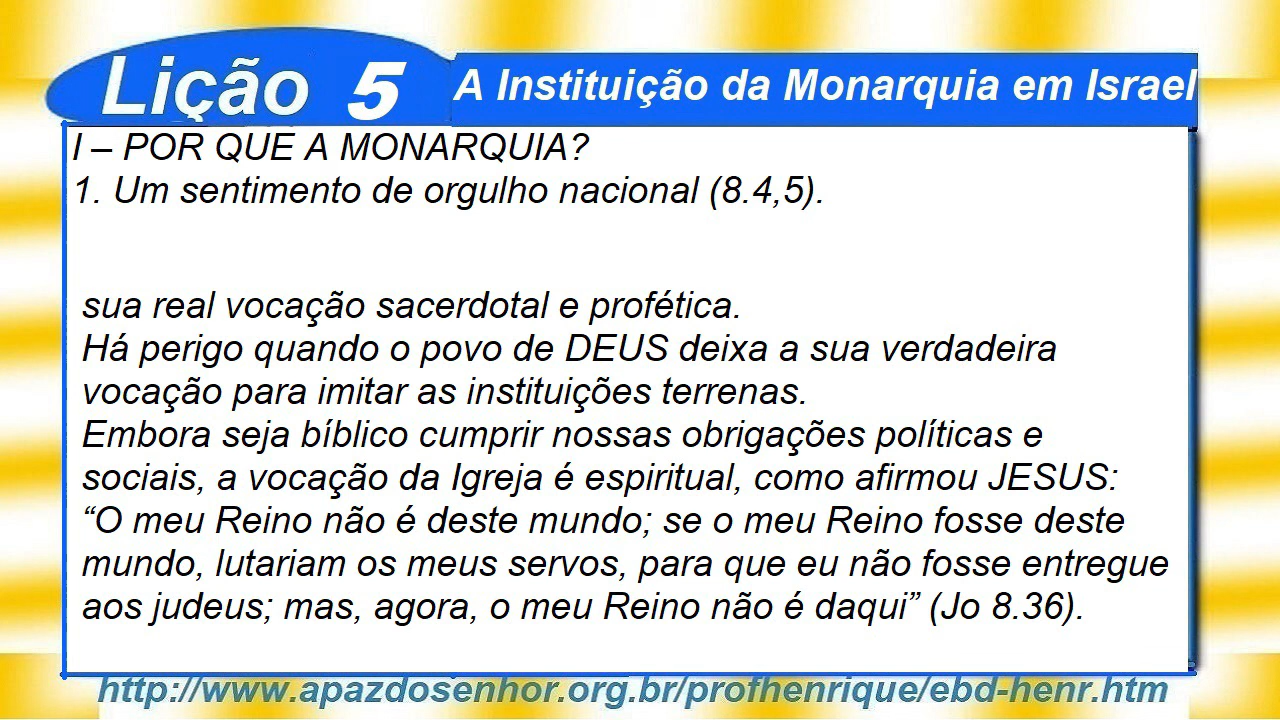 Lição 5 A Instituição da Monarquia em Israel
I – POR QUE A MONARQUIA?
1. Um sentimento de orgulho nacional (8.4,5).
sua real vocação sacerdotal e profética.
Há perigo quando o povo de DEUS deixa a sua verdadeira
vocação para imitar as instituições terrenas.
Embora seja bíblico cumprir nossas obrigações políticas e
sociais, a vocação da Igreja é espiritual, como afirmou JESUS:
“O meu Reino não é deste mundo; se o meu Reino fosse deste
mundo, lutariam os meus servos, para que eu não fosse entregue
aos judeus; mas, agora, o meu Reino não é daqui” (Jo 8.36).
http://www.apazdosenhor.org.br/profhenrique/ebd-henr.htm